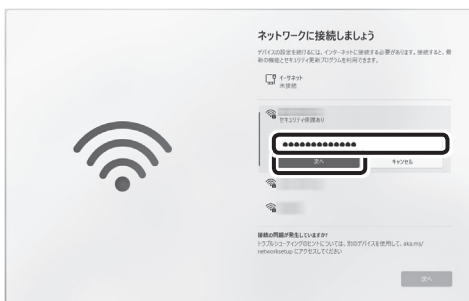 ネットワークに接続しましょう
デバイスの設定を続けるには、インターネットに接続する必要があります。接続すると、最
新の機能とセキュリティ更新プログラムを利用できます。
イーサネット
未接続
セキュリティ保護あり
●●●●●●●●●●●●●
次へ
キャンセル
接続の問題が発生していますか?
トラブルシューティングのヒントについては、別のデバイスを使用して、aka.ms/
networksetup にアクセスしてください
次へ